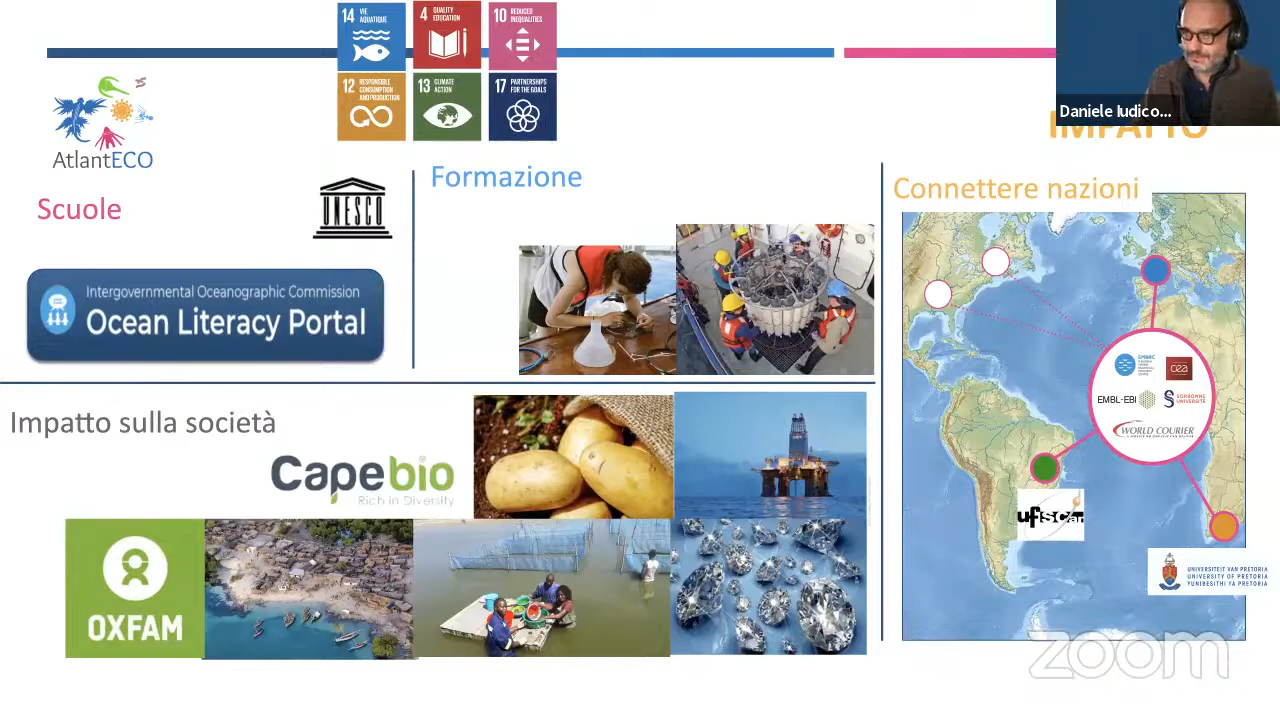 14 VIE
AQUATIQUE
4 QUALITY
EDUCATION
10 REDUCED
INEQUALITIES
12 RESPONSIBLE
CONSUMPTION
AND PRODUCTION
13 CLIMATE
ACTION
17 PARTNERSHIPS
FOR THE GOALS
Daniele Iudico...
IMPATTO
AtlantECO
Scuole
UNESCO
Intergovernmental Oceanographic Commission
Ocean Literacy Portal
Formazione
Connettere nazioni
EMBRC
cea
EMBL-EBI
SORBONNE
UNIVERSITÉ
WORLD COURIER
ufscar
UNIVERSITEIT VAN PRETORIA
UNIVERSITY OF PRETORIA
YUNIBESITHI YA PRETORIA
Impatto sulla società
Capebio
Rich in Diversity
OXFAM
zoom